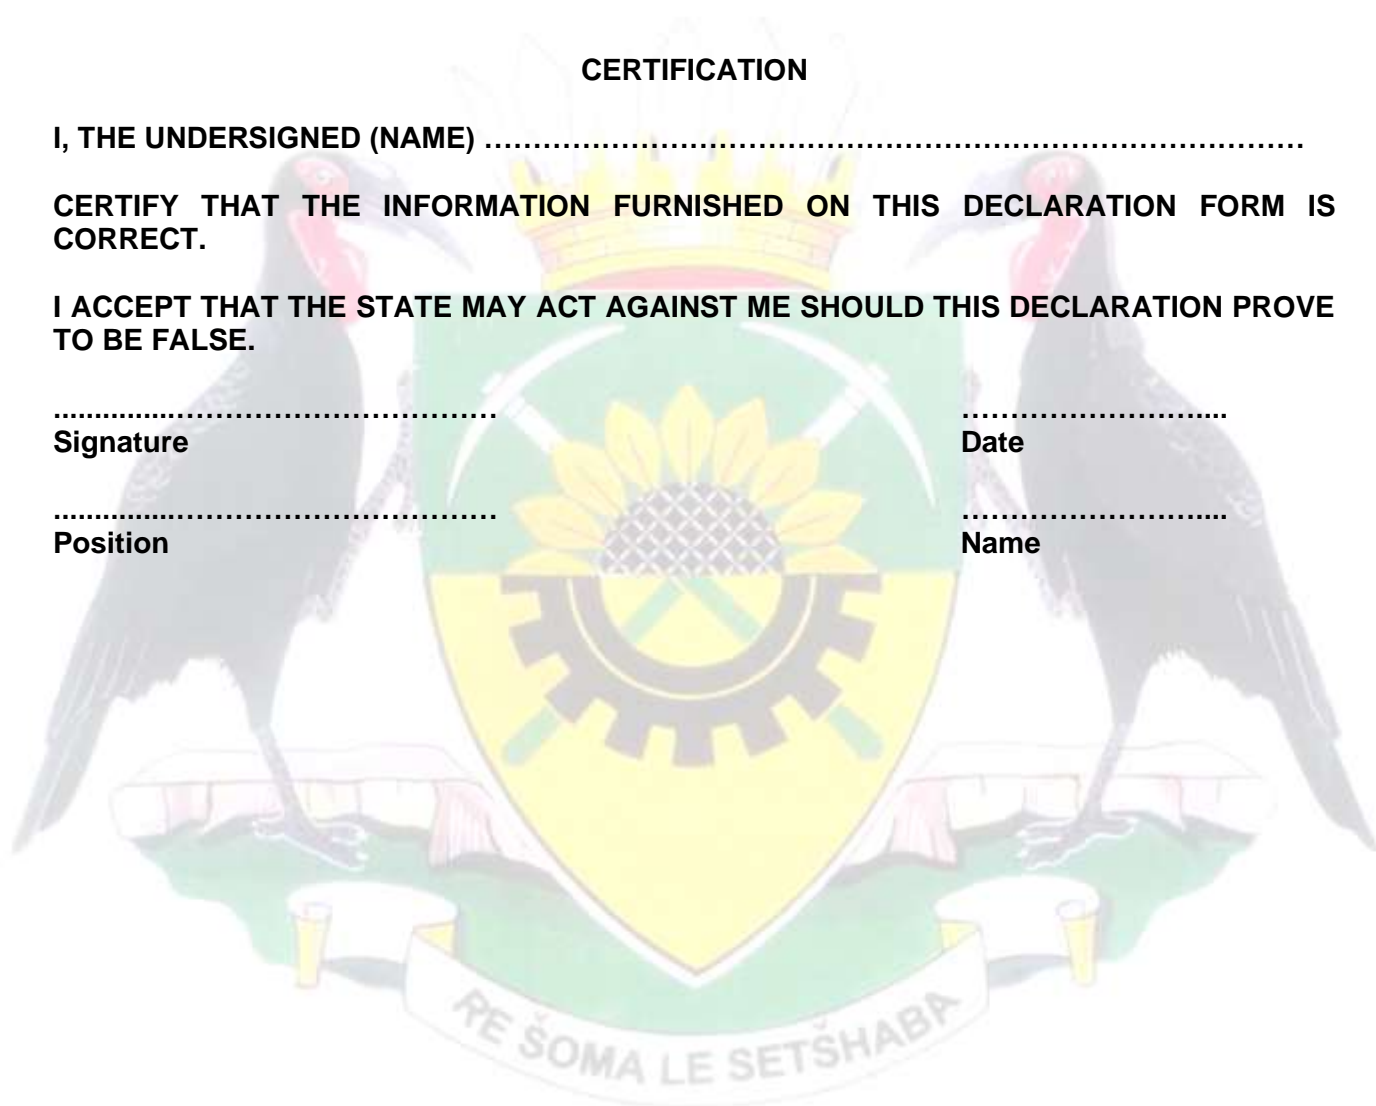 CERTIFICATION
I, THE UNDERSIGNED (NAME) ……………………………………………………………………………
CERTIFY THAT THE INFORMATION FURNISHED ON THIS DECLARATION FORM IS
CORRECT.
I ACCEPT THAT THE STATE MAY ACT AGAINST ME SHOULD THIS DECLARATION PROVE
TO BE FALSE.
...............…………………………… ……………………....
Signature Date
...............…………………………… ……………………....
Position Name
RE ŠOMA LE SETŠHABA